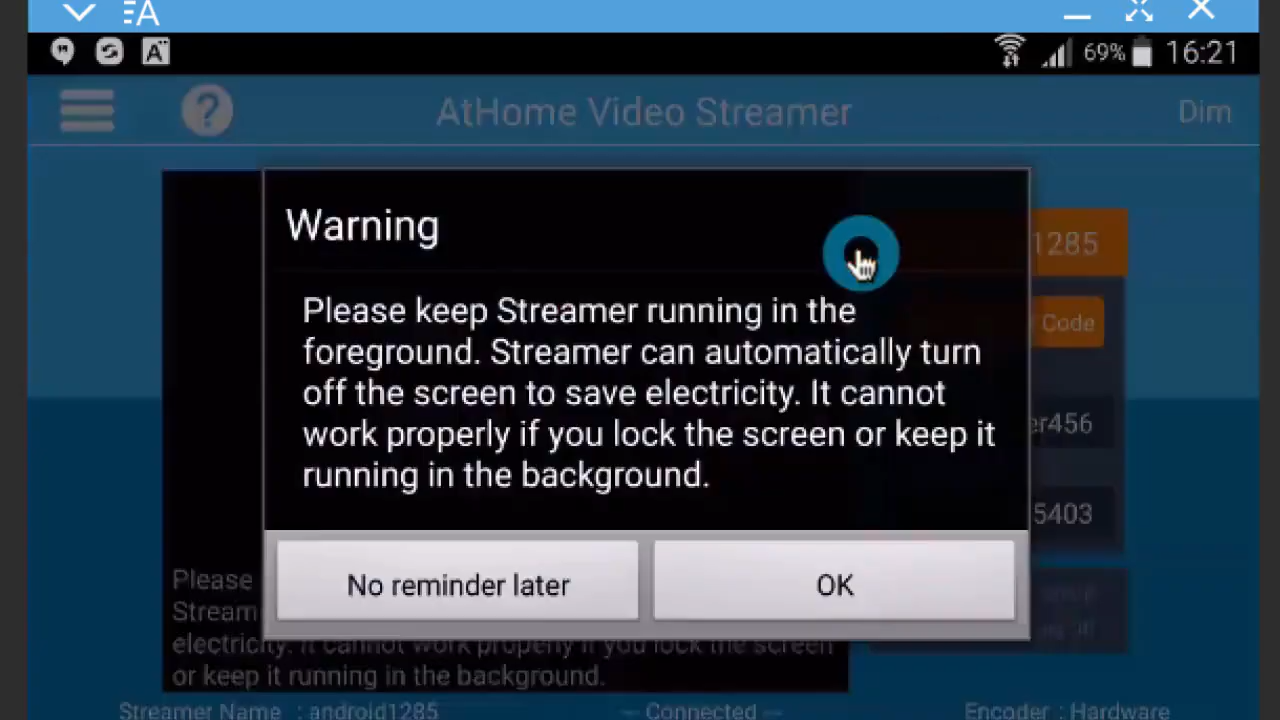 A
A 69% 16:21
? AtHome Video Streamer Dim
Warning
1285
Please keep Streamer running in the
foreground. Streamer can automatically turn
off the screen to save electricity. It cannot
work properly if you lock the screen or keep it
running in the background.
Code
er456
5403
No reminder later OK
Please
Stream
electricity. It cannot work properly if you lock the screen
or keep it running in the background.
Streamer Name : android1285 -- Connected -- Encoder : Hardware